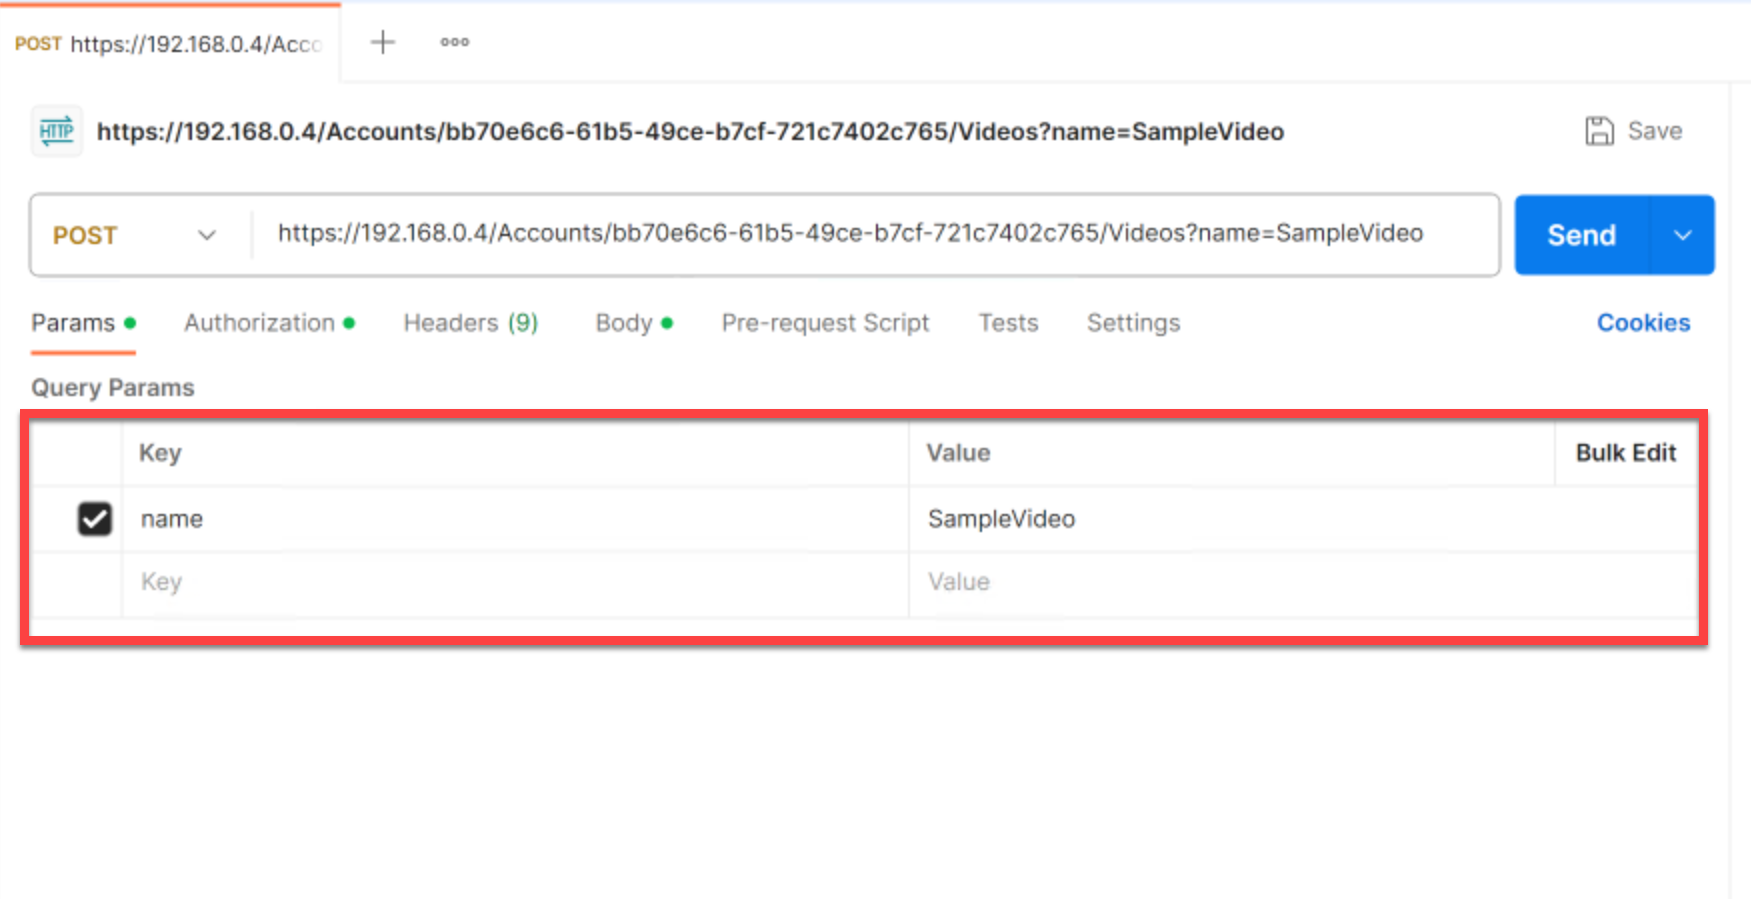 POST https://192.168.0.4/Acco
HTTP https://192.168.0.4/Accounts/bb70e6c6-61b5-49ce-b7cf-721c7402c765/Videos?name=SampleVideo Save
POST https://192.168.0.4/Accounts/bb70e6c6-61b5-49ce-b7cf-721c7402c765/Videos?name=SampleVideo Send
Params Authorization Headers (9) Body Pre-request Script Tests Settings Cookies
Query Params
Key Value Bulk Edit
name SampleVideo
Key Value